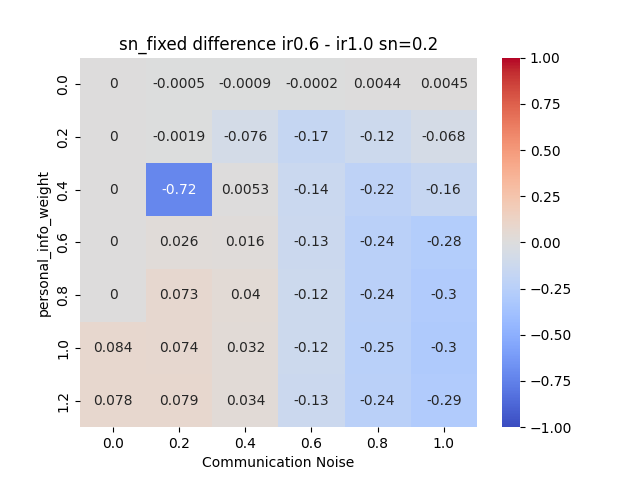 sn_fixed difference ir0.6 - ir1.0 sn=0.2
0.0 0 -0.0005 -0.0009 -0.0002 0.0044 0.0045
0.2 0 -0.0019 -0.076 -0.17 -0.12 -0.068
0.4 0 -0.72 0.0053 -0.14 -0.22 -0.16
0.6 0 0.026 0.016 -0.13 -0.24 -0.28
0.8 0 0.073 0.04 -0.12 -0.24 -0.3
1.0 0.084 0.074 0.032 -0.12 -0.25 -0.3
1.2 0.078 0.079 0.034 -0.13 -0.24 -0.29
0.0 0.2 0.4 0.6 0.8 1.0
Communication Noise
personal_info_weight
1.00
0.75
0.50
0.25
0.00
−0.25
−0.50
−0.75
−1.00